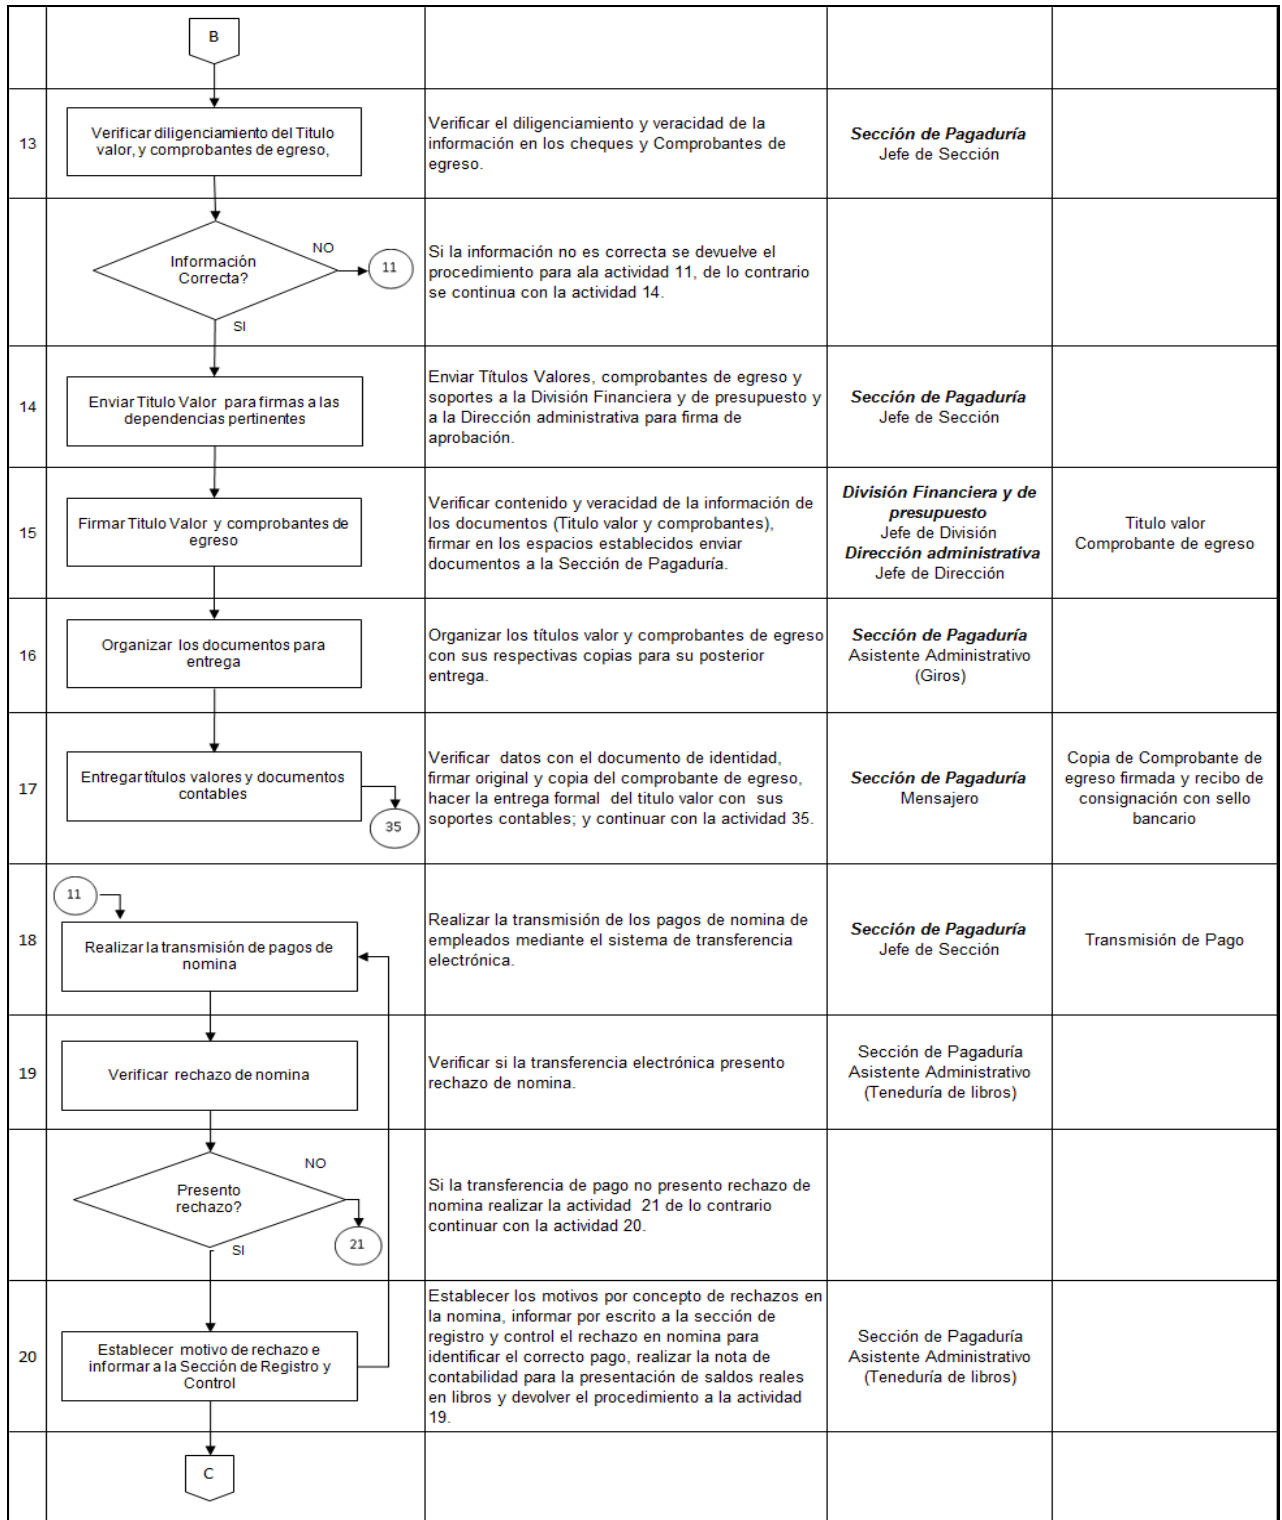 B
13
Verificar diligenciamiento del Titulo
valor, y comprobantes de egreso,
Verificar el diligenciamiento y veracidad de la
información en los cheques y Comprobantes de
egreso.
Sección de Pagaduría
Jefe de Sección
Información
Correcta?
NO
11
SI
Si la información no es correcta se devuelve el
procedimiento para ala actividad 11, de lo contrario
se continua con la actividad 14.
14
Enviar Titulo Valor para firmas a las
dependencias pertinentes
Enviar Títulos Valores, comprobantes de egreso y
soportes a la División Financiera y de presupuesto y
a la Dirección administrativa para firma de
aprobación.
Sección de Pagaduría
Jefe de Sección
15
Firmar Titulo Valor y comprobantes de
egreso
Verificar contenido y veracidad de la información de
los documentos (Titulo valor y comprobantes),
firmar en los espacios establecidos enviar
documentos a la Sección de Pagaduría.
División Financiera y de
presupuesto
Jefe de División
Dirección administrativa
Jefe de Dirección
Titulo valor
Comprobante de egreso
16
Organizar los documentos para
entrega
Organizar los títulos valor y comprobantes de egreso
con sus respectivas copias para su posterior
entrega.
Sección de Pagaduría
Asistente Administrativo
(Giros)
17
Entregar títulos valores y documentos
contables
35
Verificar datos con el documento de identidad,
firmar original y copia del comprobante de egreso,
hacer la entrega formal del titulo valor con sus
soportes contables; y continuar con la actividad 35.
Sección de Pagaduría
Mensajero
Copia de Comprobante de
egreso firmada y recibo de
consignación con sello
bancario
11
18
Realizar la transmisión de pagos de
nomina
Realizar la transmisión de los pagos de nomina de
empleados mediante el sistema de transferencia
electrónica.
Sección de Pagaduría
Jefe de Sección
Transmisión de Pago
19
Verificar rechazo de nomina
Verificar si la transferencia electrónica presento
rechazo de nomina.
Sección de Pagaduría
Asistente Administrativo
(Teneduría de libros)
Presento
rechazo?
NO
21
SI
Si la transferencia de pago no presento rechazo de
nomina realizar la actividad 21 de lo contrario
continuar con la actividad 20.
20
Establecer motivo de rechazo e
informar a la Sección de Registro y
Control
Establecer los motivos por concepto de rechazos en
la nomina, informar por escrito a la sección de
registro y control el rechazo en nomina para
identificar el correcto pago, realizar la nota de
contabilidad para la presentación de saldos reales
en libros y devolver el procedimiento a la actividad
19.
Sección de Pagaduría
Asistente Administrativo
(Teneduría de libros)
C